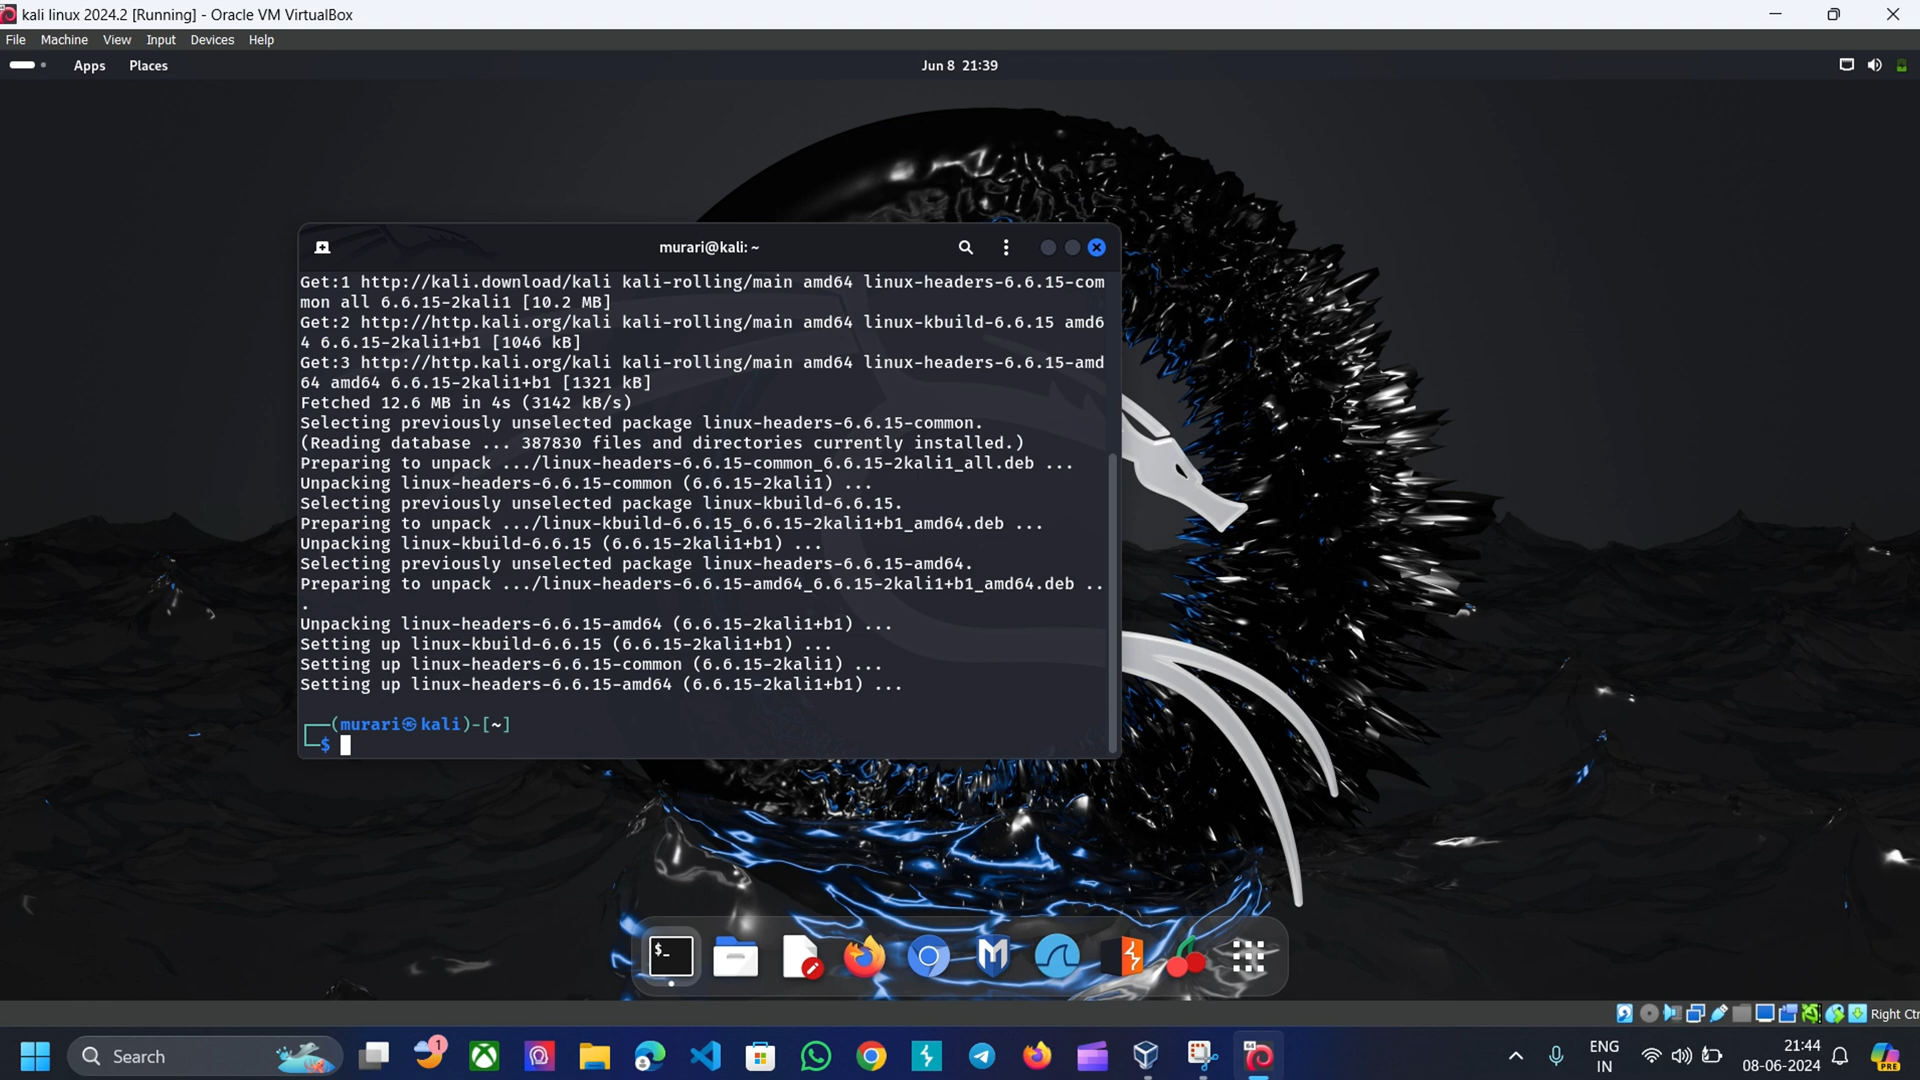 kali linux 2024.2 [Running] - Oracle VM VirtualBox
File Machine View Input Devices Help
Apps Places Jun 8 21:39
murari@kali: ~
Get:1 http://kali.download/kali kali-rolling/main amd64 linux-headers-6.6.15-com
mon all 6.6.15-2kali1 [10.2 MB]
Get:2 http://http.kali.org/kali kali-rolling/main amd64 linux-kbuild-6.6.15 amd6
4 6.6.15-2kali1+b1 [1046 kB]
Get:3 http://http.kali.org/kali kali-rolling/main amd64 linux-headers-6.6.15-amd
64 amd64 6.6.15-2kali1+b1 [1321 kB]
Fetched 12.6 MB in 4s (3142 kB/s)
Selecting previously unselected package linux-headers-6.6.15-common.
(Reading database ... 387830 files and directories currently installed.)
Preparing to unpack .../linux-headers-6.6.15-common_6.6.15-2kali1_all.deb ...
Unpacking linux-headers-6.6.15-common (6.6.15-2kali1) ...
Selecting previously unselected package linux-kbuild-6.6.15.
Preparing to unpack .../linux-kbuild-6.6.15_6.6.15-2kali1+b1_amd64.deb ...
Unpacking linux-kbuild-6.6.15 (6.6.15-2kali1+b1) ...
Selecting previously unselected package linux-headers-6.6.15-amd64.
Preparing to unpack .../linux-headers-6.6.15-amd64_6.6.15-2kali1+b1_amd64.deb ..
.
Unpacking linux-headers-6.6.15-amd64 (6.6.15-2kali1+b1) ...
Setting up linux-kbuild-6.6.15 (6.6.15-2kali1+b1) ...
Setting up linux-headers-6.6.15-common (6.6.15-2kali1) ...
Setting up linux-headers-6.6.15-amd64 (6.6.15-2kali1+b1) ...
┌──(murari㉿kali)-[~]
└─$
$_
Right Ctr
Search
1
ENG
IN
21:44
08-06-2024
PRE